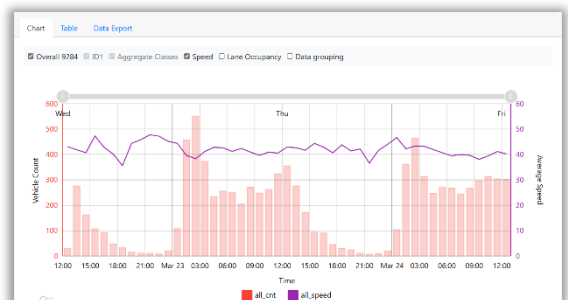 Chart Table Data Export
Overall 9284 ID1 Aggregate Classes Speed Lane Occupancy Data grouping
Wed Thu Fri
600 60
500 50
400 40
300 30
200 20
100 10
0 0
Vehicle Count
Average Speed
12:00 15:00 18:00 21:00 Mar 23 03:00 06:00 09:00 12:00 15:00 18:00 21:00 Mar 24 03:00 06:00 09:00 12:00
Time
all_cnt all_speed